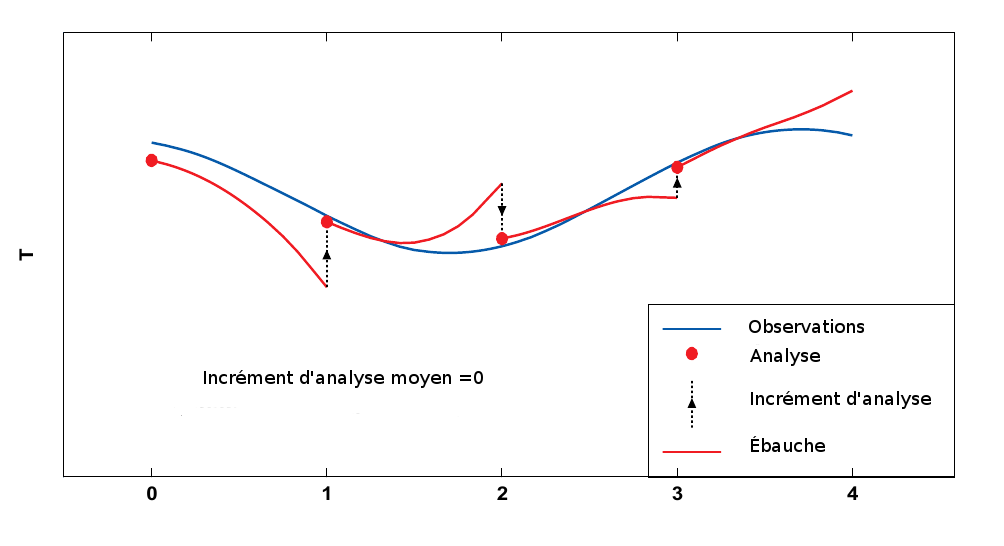 T
Incrément d'analyse moyen =0
Observations
Analyse
Incrément d'analyse
Ébauche
0 1 2 3 4